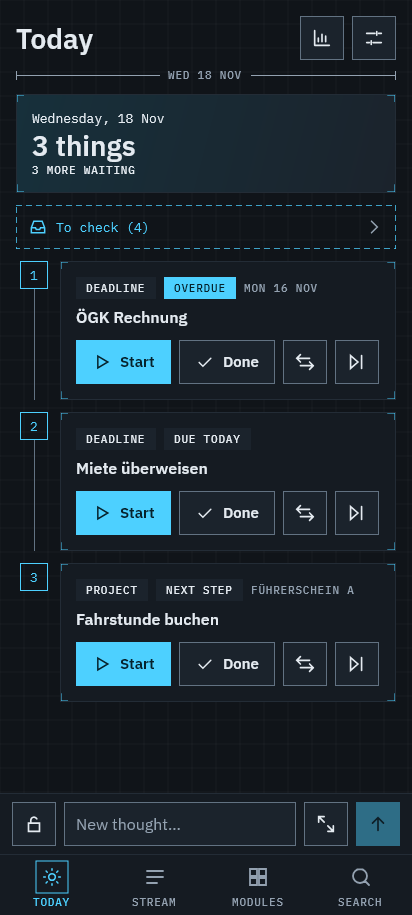 Today
WED 18 NOV
Wednesday, 18 Nov
3 things
3 MORE WAITING
To check (4)
1
DEADLINE OVERDUE MON 16 NOV
ÖGK Rechnung
Start Done
2
DEADLINE DUE TODAY
Miete überweisen
Start Done
3
PROJECT NEXT STEP FÜHRERSCHEIN A
Fahrstunde buchen
Start Done
New thought…
TODAY STREAM MODULES SEARCH